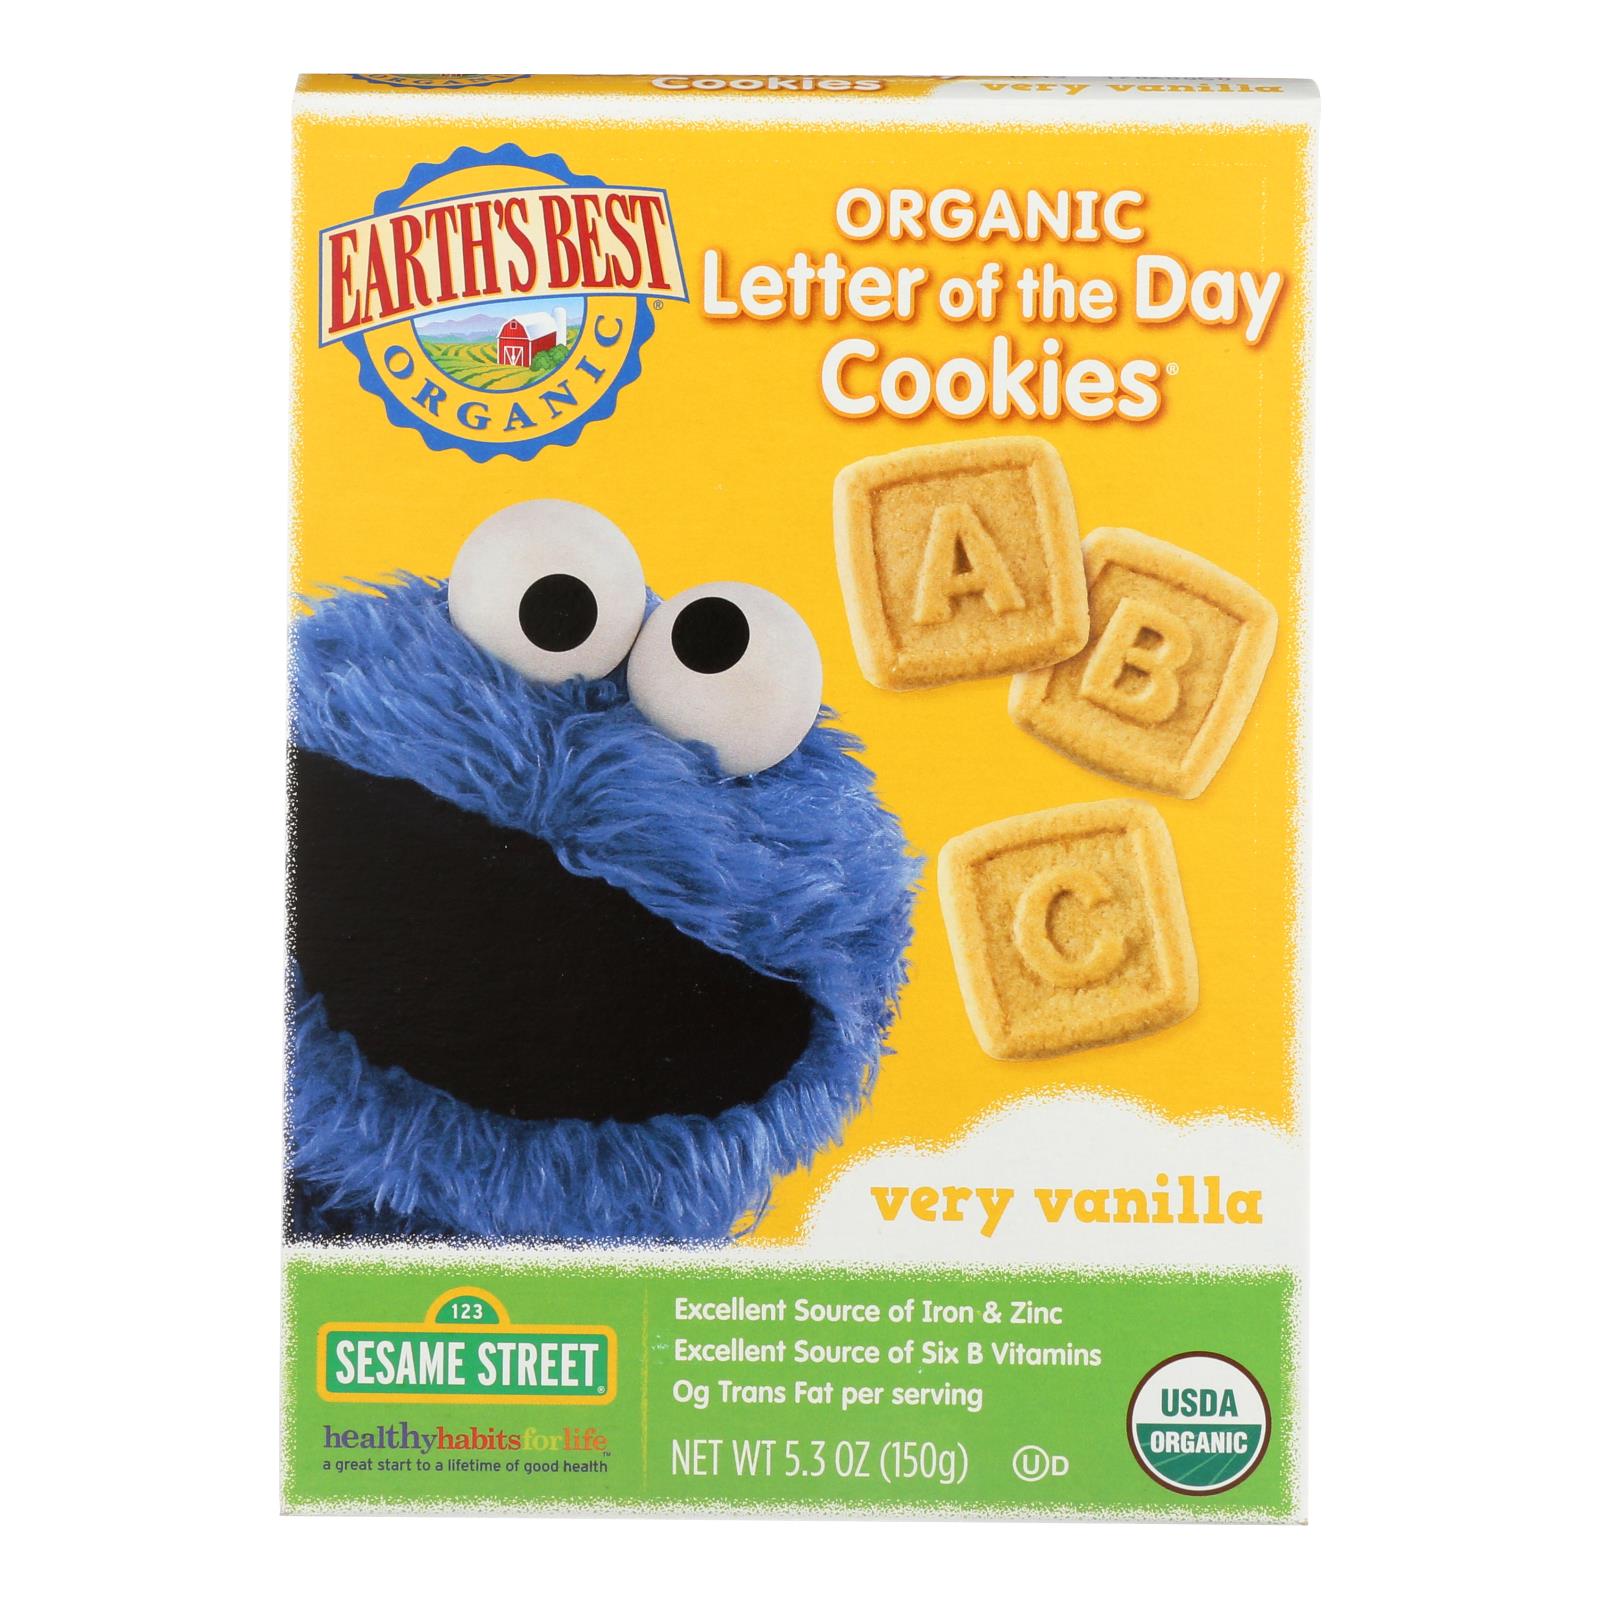 Cookies
very vanilla
EARTH'S BEST®
ORGANIC
ORGANIC
Letter of the Day
Cookies®
A
B
C
very vanilla
123
SESAME STREET®
healthyhabitsforlife™
a great start to a lifetime of good health
Excellent Source of Iron & Zinc
Excellent Source of Six B Vitamins
0g Trans Fat per serving
NET WT 5.3 OZ (150g)
U D
USDA
ORGANIC